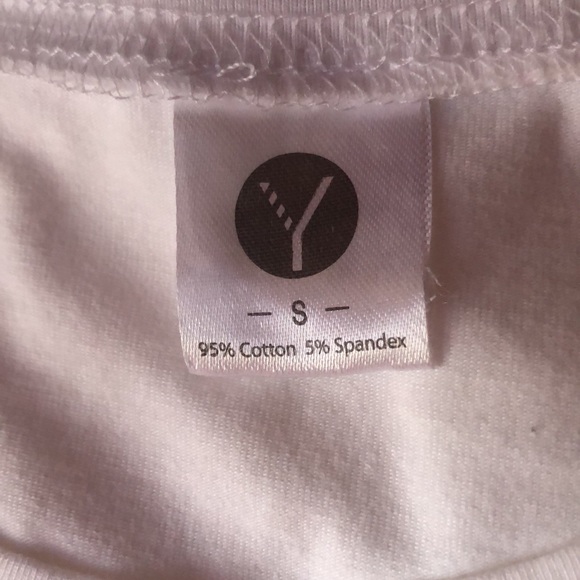 Y
— S —
95% Cotton 5% Spandex